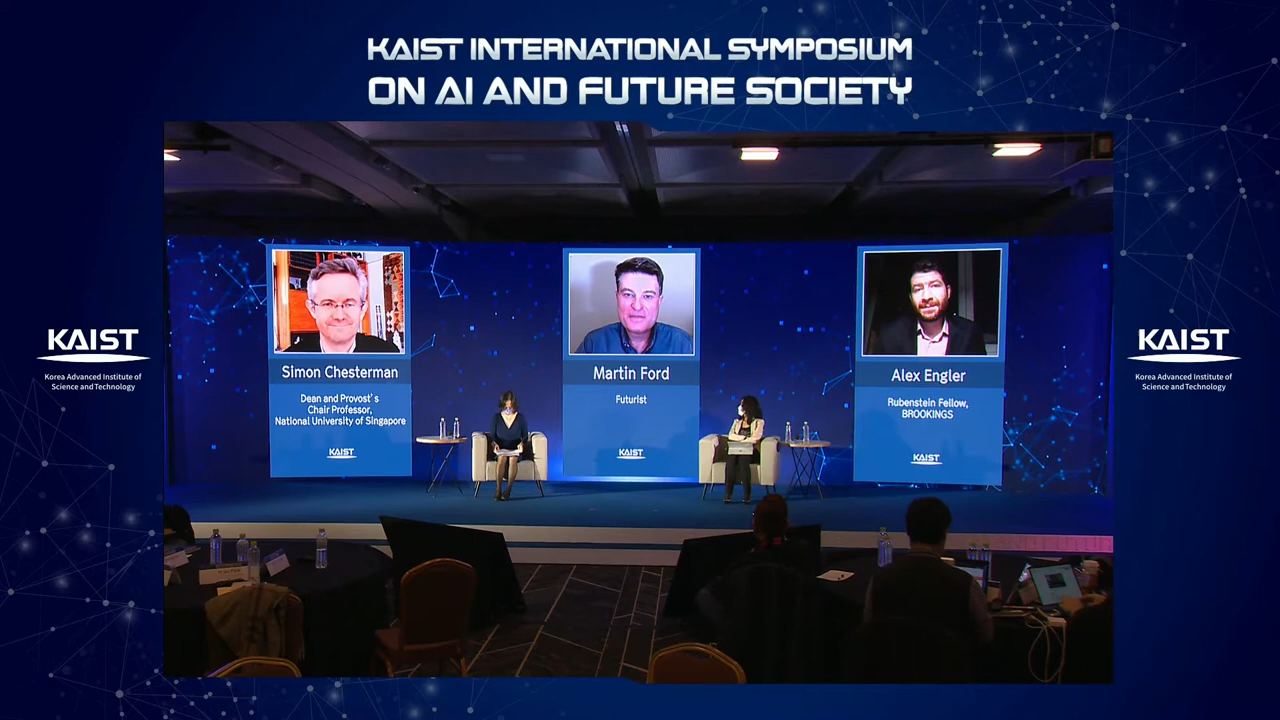 KAIST INTERNATIONAL SYMPOSIUM
ON AI AND FUTURE SOCIETY
KAIST
Korea Advanced Institute of
Science and Technology
Simon Chesterman
Dean and Provost's
Chair Professor,
National University of Singapore
KAIST
Martin Ford
Futurist
KAIST
Alex Engler
Rubenstein Fellow,
BROOKINGS
KAIST
KAIST
Korea Advanced Institute of
Science and Technology